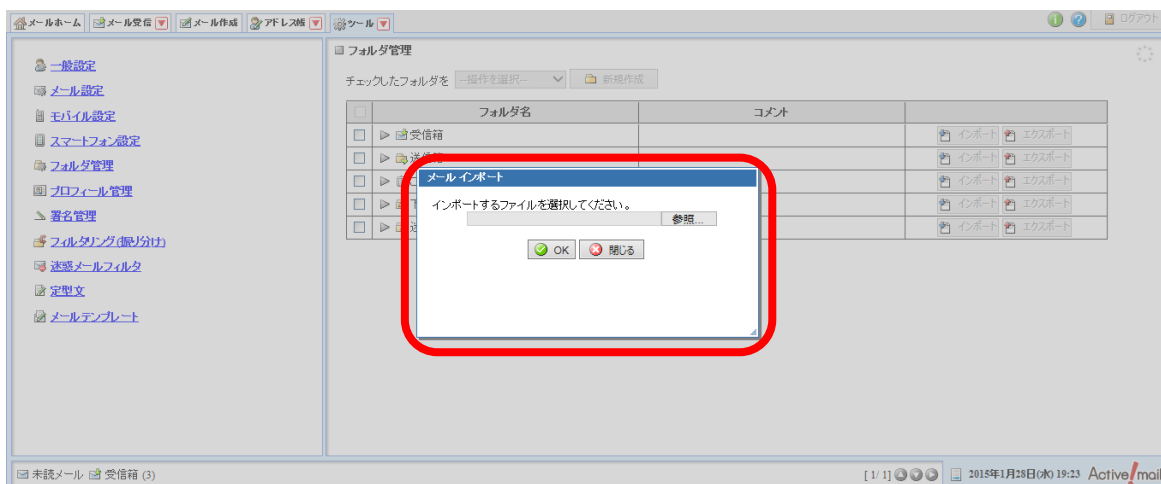 メールホーム メール受信 メール作成 アドレス帳 ツール ログアウト
フォルダ管理
一般設定
チェックしたフォルダを --操作を選択-- 新規作成
メール設定
フォルダ名 コメント
モバイル設定
受信箱 インポート エクスポート
スマートフォン設定
インポート エクスポート
フォルダ管理
メール インポート
インポート エクスポート
プロフィール管理
インポートするファイルを選択してください。
インポート エクスポート
署名管理
参照...
インポート エクスポート
フィルタリング(振り分け)
OK 閉じる
迷惑メールフィルタ
定型文
メールテンプレート
未読メール 受信箱 (3) [ 1/ 1] 2015年1月28日(水) 19:23 Active! mail